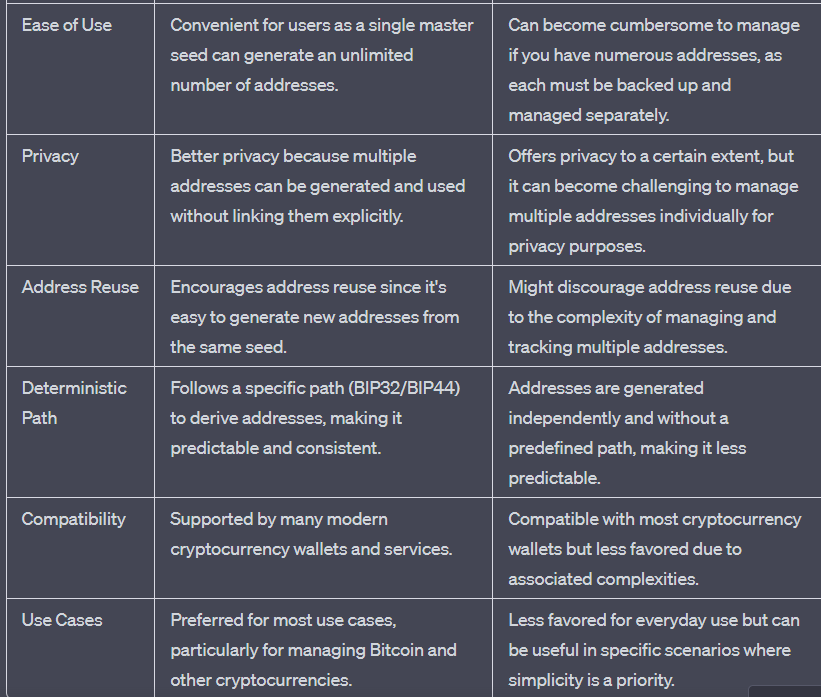 Ease of Use
Convenient for users as a single master
seed can generate an unlimited
number of addresses.
Can become cumbersome to manage
if you have numerous addresses, as
each must be backed up and
managed separately.
Privacy
Better privacy because multiple
addresses can be generated and used
without linking them explicitly.
Offers privacy to a certain extent, but
it can become challenging to manage
multiple addresses individually for
privacy purposes.
Address Reuse
Encourages address reuse since it's
easy to generate new addresses from
the same seed.
Might discourage address reuse due
to the complexity of managing and
tracking multiple addresses.
Deterministic
Path
Follows a specific path (BIP32/BIP44)
to derive addresses, making it
predictable and consistent.
Addresses are generated
independently and without a
predefined path, making it less
predictable.
Compatibility
Supported by many modern
cryptocurrency wallets and services.
Compatible with most cryptocurrency
wallets but less favored due to
associated complexities.
Use Cases
Preferred for most use cases,
particularly for managing Bitcoin and
other cryptocurrencies.
Less favored for everyday use but can
be useful in specific scenarios where
simplicity is a priority.